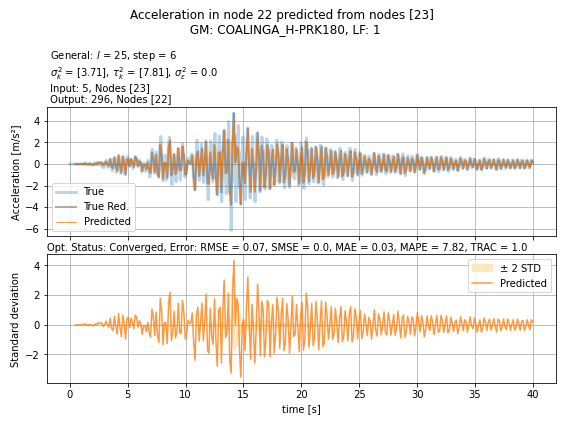 Acceleration in node 22 predicted from nodes [23]
GM: COALINGA_H-PRK180, LF: 1
General: l = 25, step = 6
σ²ₖ = [3.71], τ²ₖ = [7.81], σ²ε = 0.0
Input: 5, Nodes [23]
Output: 296, Nodes [22]
Acceleration [m/s²]
4
2
0
−2
−4
−6
True
True Red.
Predicted
Opt. Status: Converged, Error: RMSE = 0.07, SMSE = 0.0, MAE = 0.03, MAPE = 7.82, TRAC = 1.0
Standard deviation
4
2
0
−2
± 2 STD
Predicted
0 5 10 15 20 25 30 35 40
time [s]